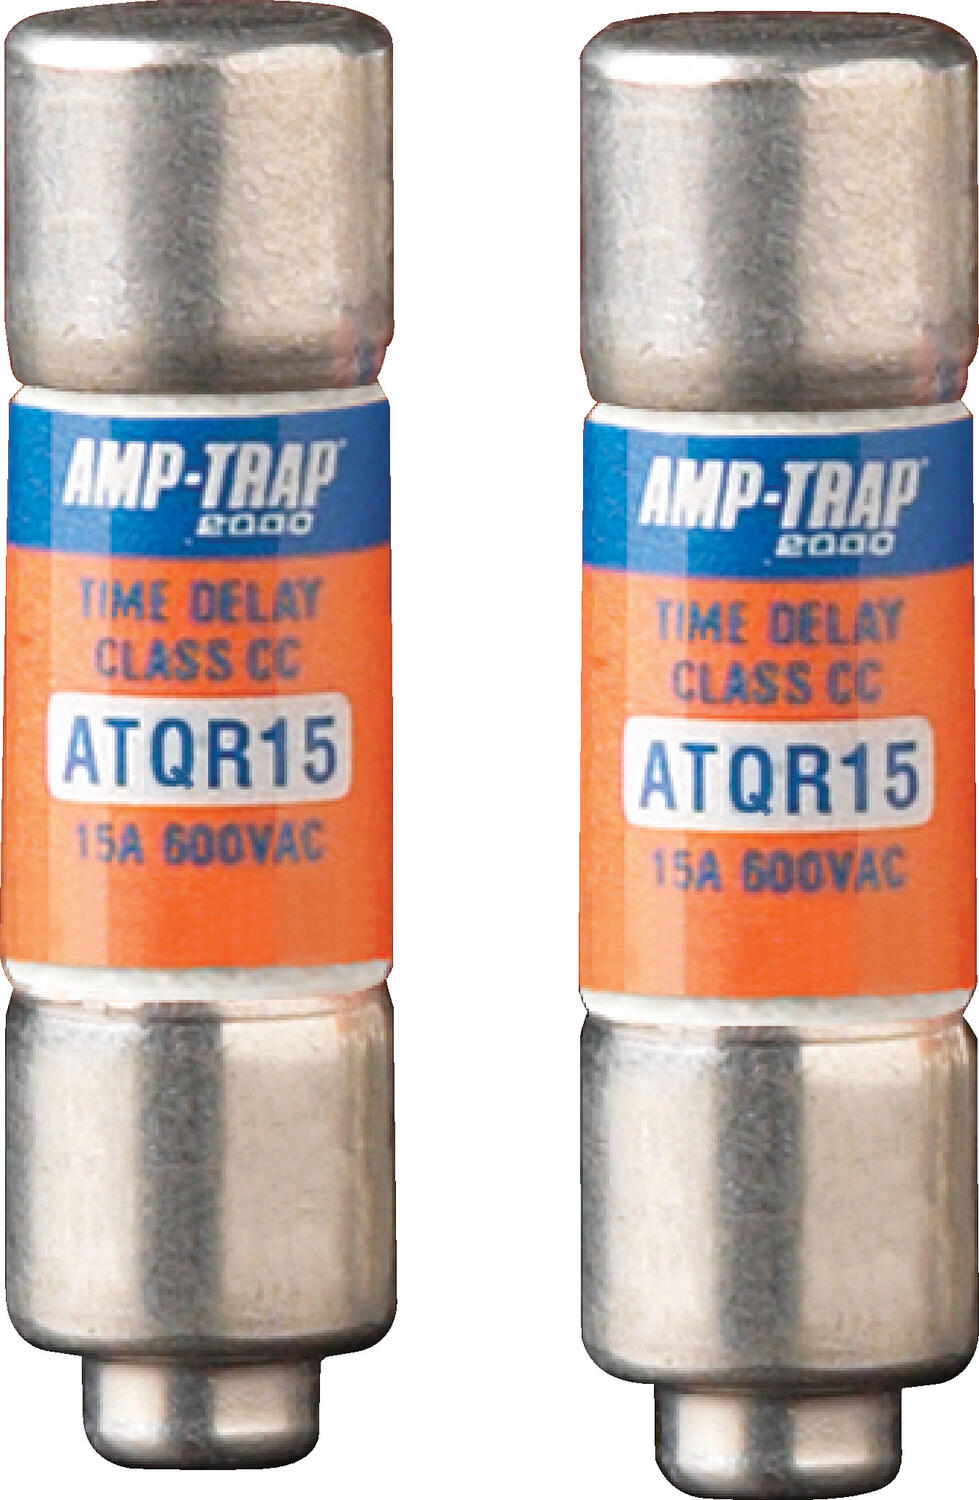 AMP-TRAP
2000
TIME DELAY
CLASS CC
ATQR15
15A 600VAC
AMP-TRAP
2000
TIME DELAY
CLASS CC
ATQR15
15A 600VAC